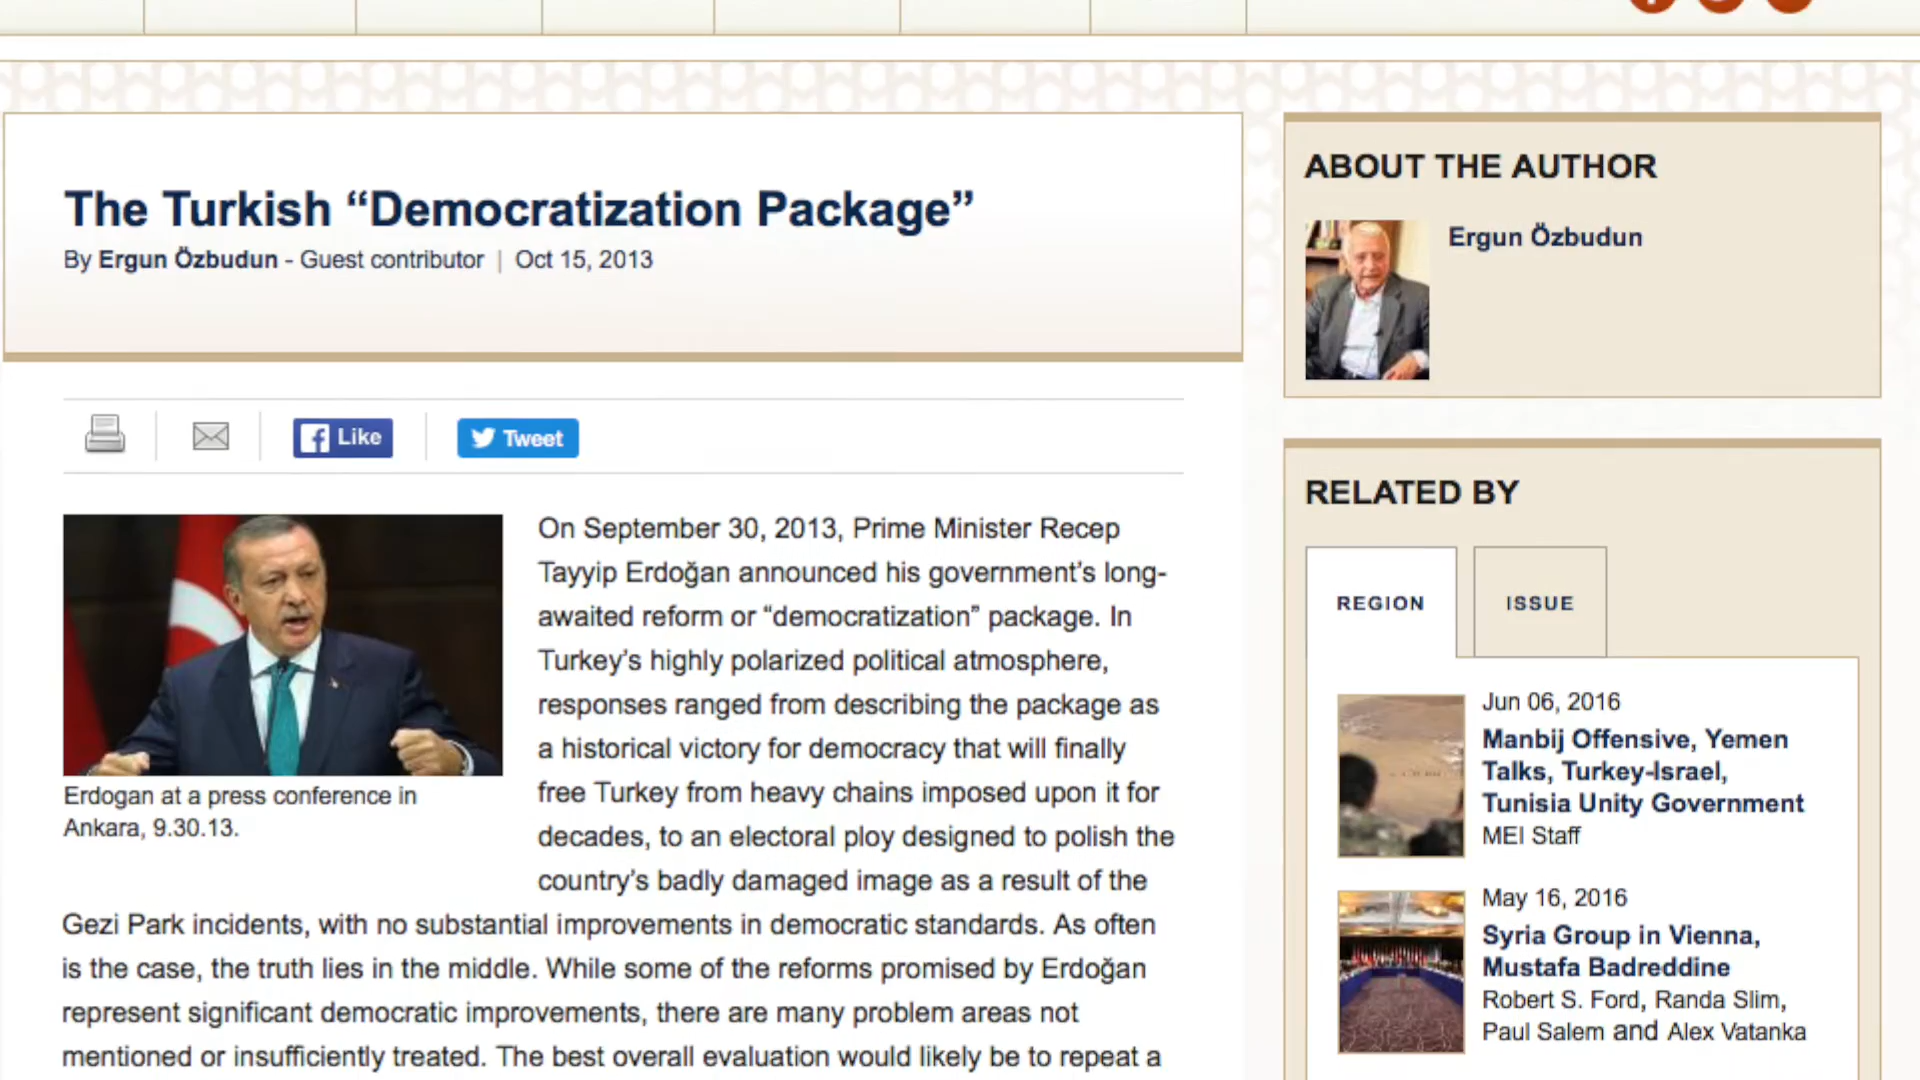 The Turkish “Democratization Package”
By Ergun Özbudun - Guest contributor | Oct 15, 2013
Like
Tweet
On September 30, 2013, Prime Minister Recep
Tayyip Erdoğan announced his government’s long-
awaited reform or “democratization” package. In
Turkey’s highly polarized political atmosphere,
responses ranged from describing the package as
a historical victory for democracy that will finally
free Turkey from heavy chains imposed upon it for
decades, to an electoral ploy designed to polish the
country’s badly damaged image as a result of the
Gezi Park incidents, with no substantial improvements in democratic standards. As often
is the case, the truth lies in the middle. While some of the reforms promised by Erdoğan
represent significant democratic improvements, there are many problem areas not
mentioned or insufficiently treated. The best overall evaluation would likely be to repeat a
Erdogan at a press conference in
Ankara, 9.30.13.
ABOUT THE AUTHOR
Ergun Özbudun
RELATED BY
REGION
ISSUE
Jun 06, 2016
Manbij Offensive, Yemen
Talks, Turkey-Israel,
Tunisia Unity Government
MEI Staff
May 16, 2016
Syria Group in Vienna,
Mustafa Badreddine
Robert S. Ford, Randa Slim,
Paul Salem and Alex Vatanka